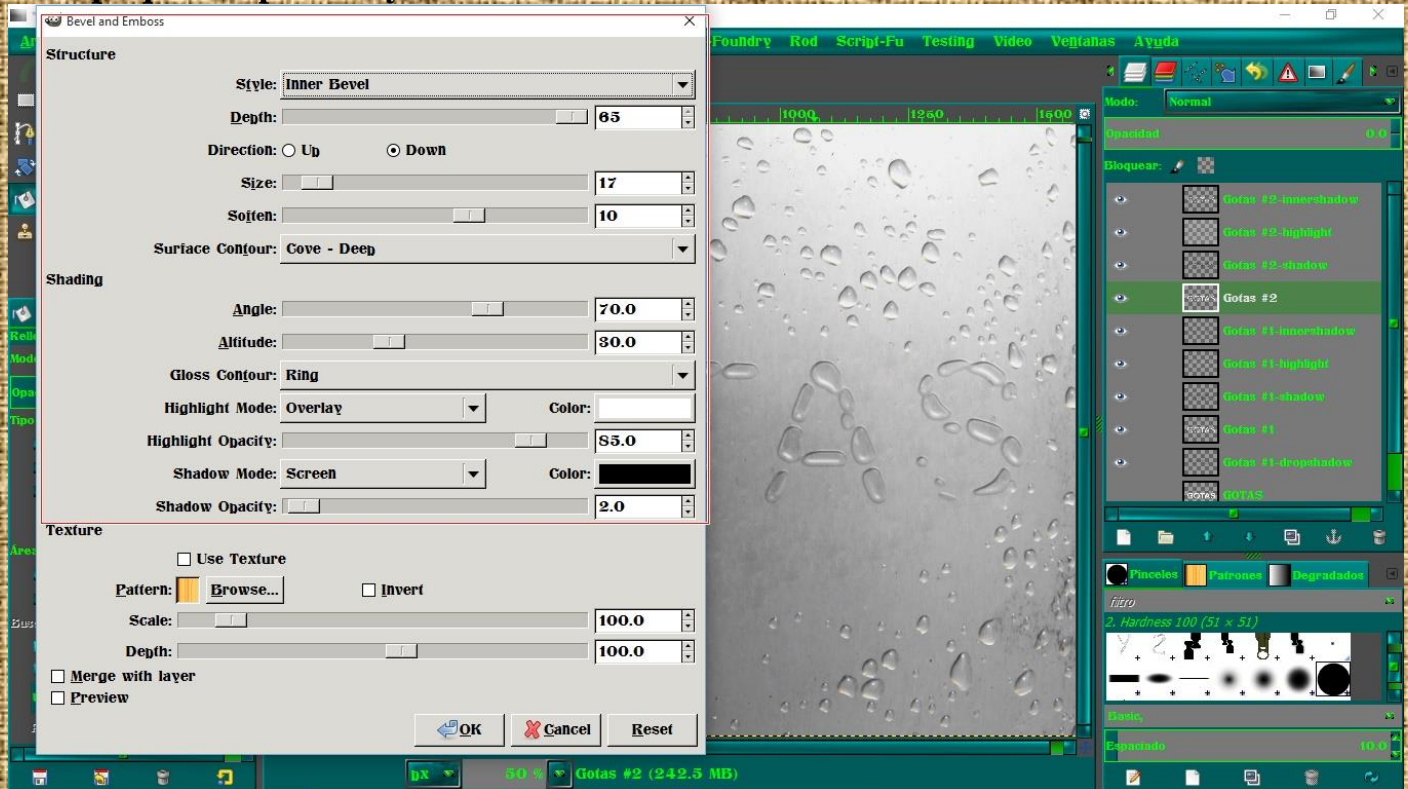 Bevel and Emboss
Structure
Style: Inner Bevel
Depth: 65
Direction: Up Down
Size: 17
Soften: 10
Surface Contour: Cove - Deep
Shading
Angle: 70.0
Altitude: 30.0
Gloss Contour: Ring
Highlight Mode: Overlay Color:
Highlight Opacity: 85.0
Shadow Mode: Screen Color:
Shadow Opacity: 2.0
Texture
Use Texture
Pattern: Browse... Invert
Scale: 100.0
Depth: 100.0
Merge with layer
Preview
OK Cancel Reset
Foundry Rod Script-Fu Testing Video Ventanas Ayuda
1000 1250 1500
AS
px 50 % Gotas #2 (242.5 MB)
Modo: Normal
Opacidad 0.0
Bloquear:
Gotas #2-innershadow
Gotas #2-highlight
Gotas #2-shadow
Gotas #2
Gotas #1-innershadow
Gotas #1-highlight
Gotas #1-shadow
Gotas #1
Gotas #1-dropshadow
GOTAS GOTAS
Pinceles Patrones Degradados
filtro
2. Hardness 100 (51 × 51)
Basic,
Espaciado 10.0